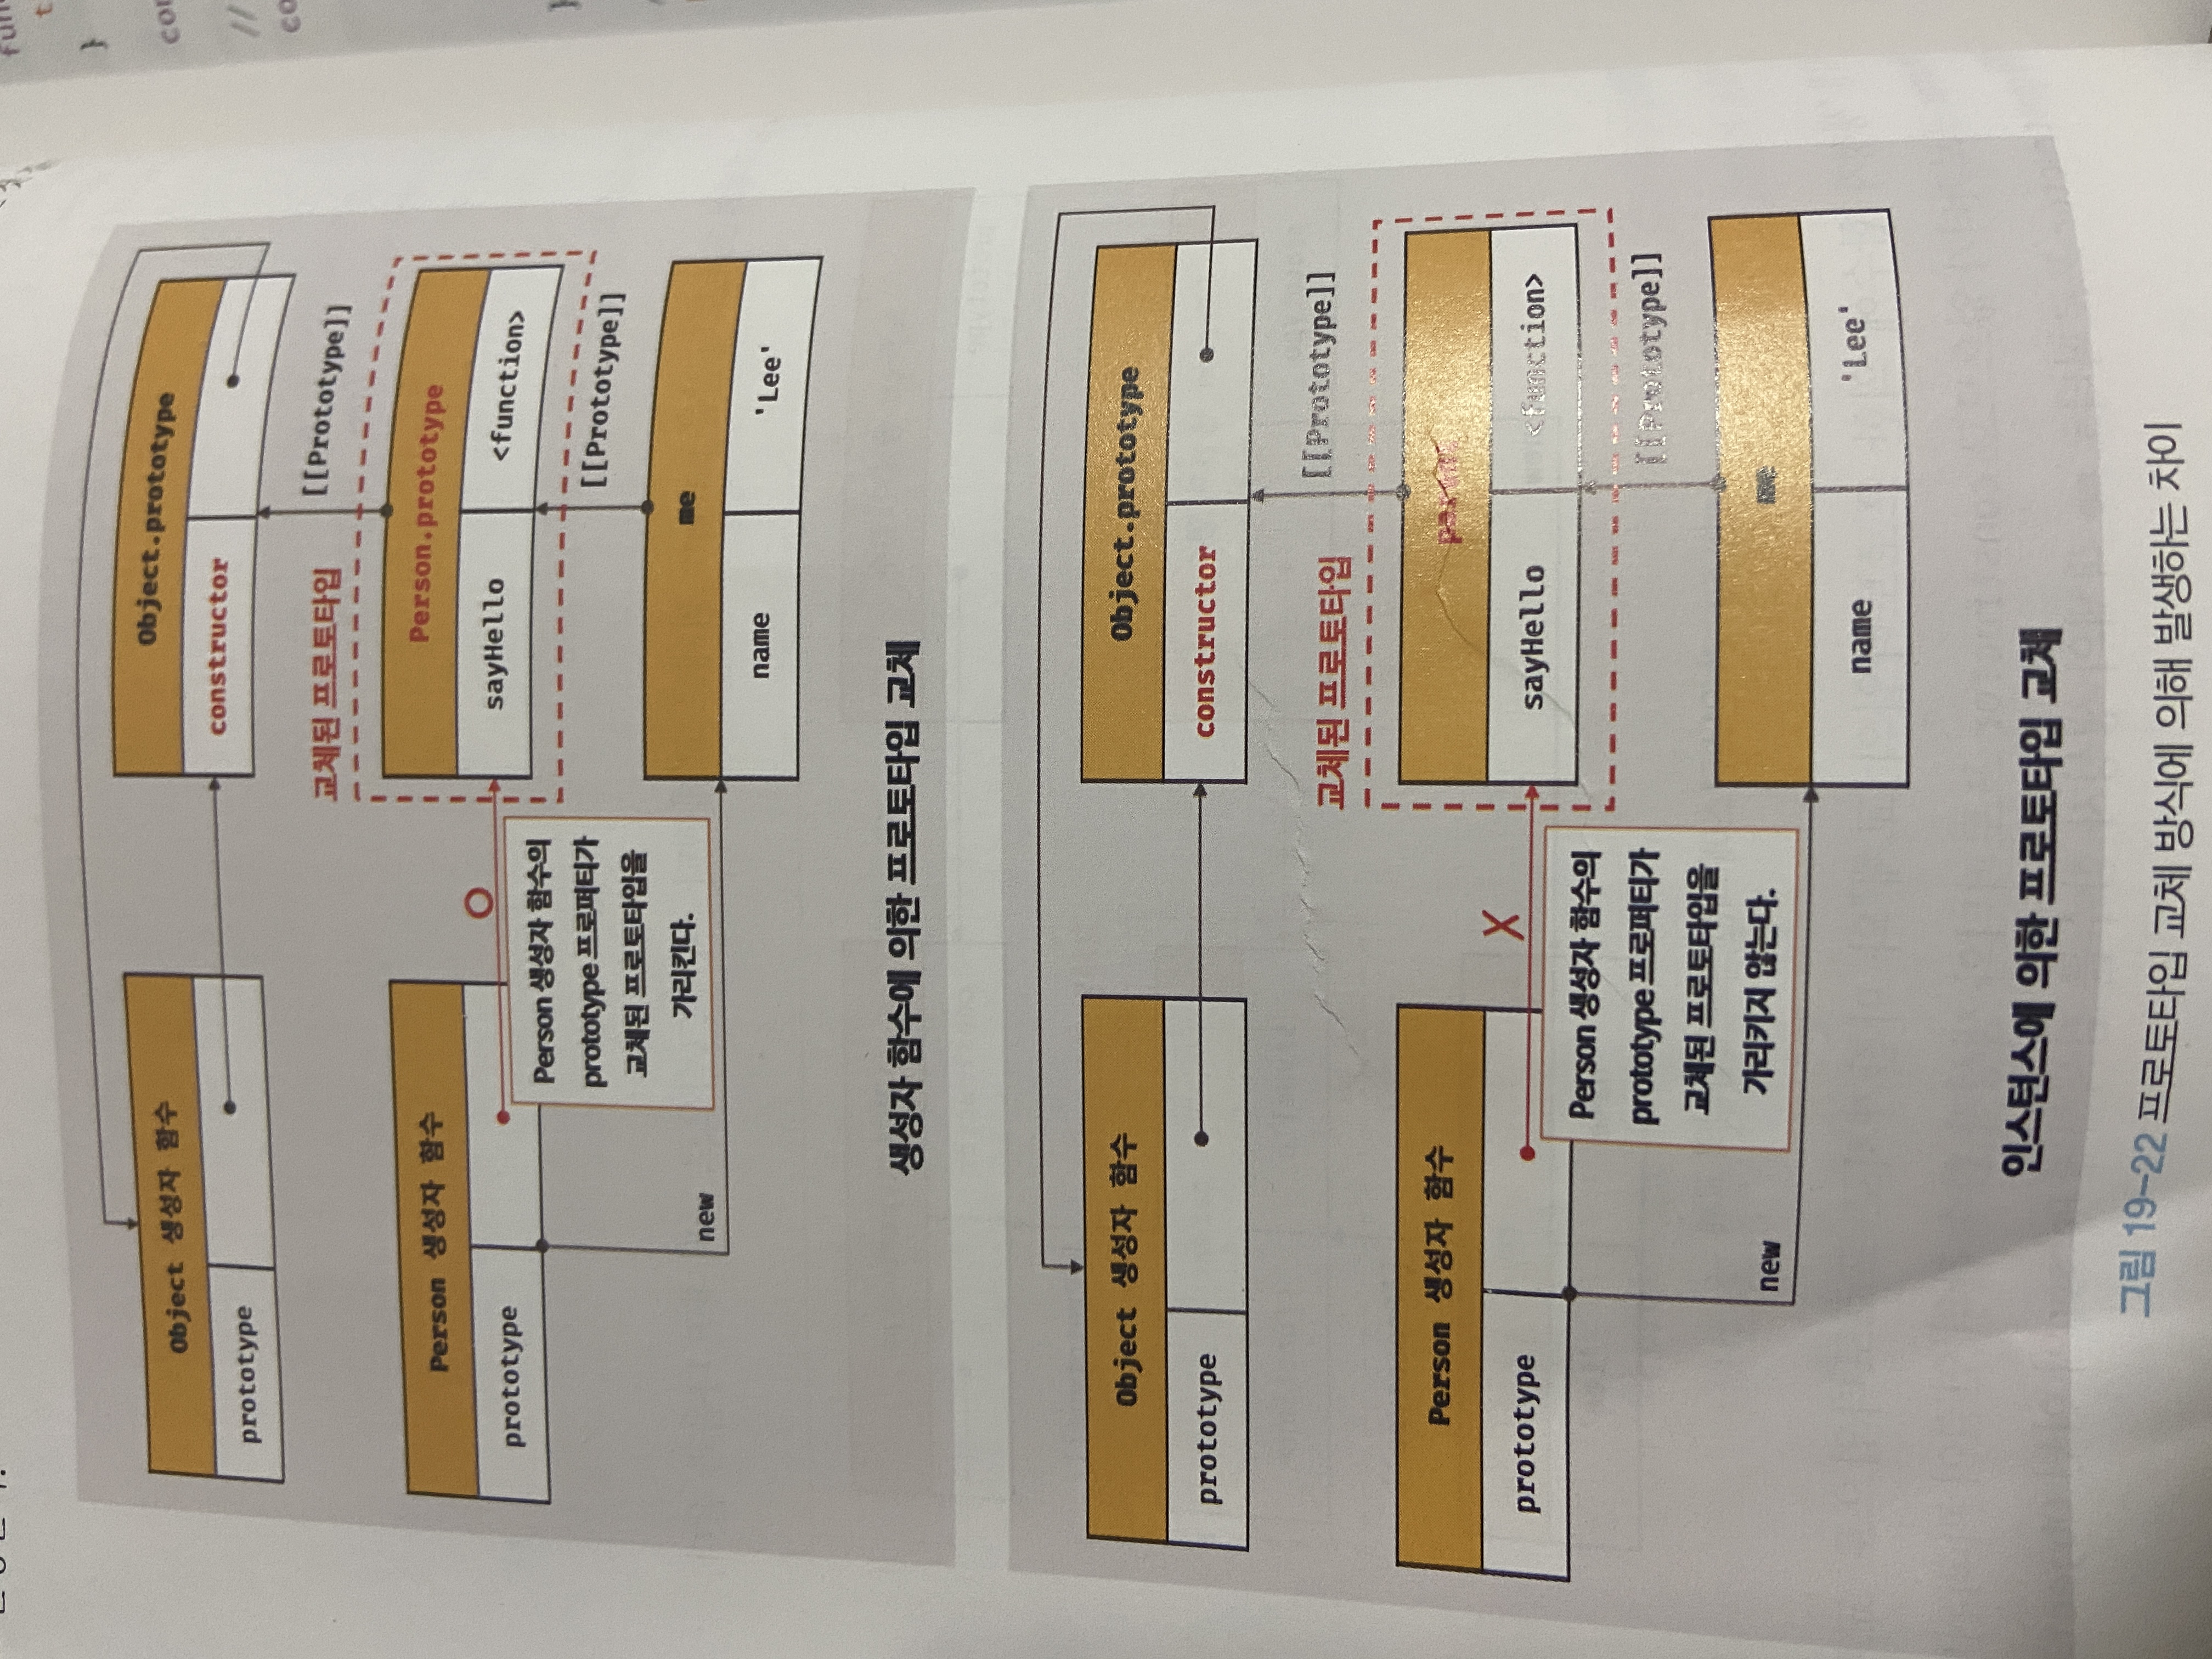 Object 생성자 함수
Object.prototype
prototype
constructor
교체된 프로토타입
[[Prototype]]
Person 생성자 함수
Person.prototype
prototype
sayHello
<function>
Person 생성자 함수의
prototype 프로퍼티가
교체된 프로토타입을
가리킨다.
[[Prototype]]
new
me
name
'Lee'
생성자 함수에 의한 프로토타입 교체
Object 생성자 함수
Object.prototype
prototype
constructor
교체된 프로토타입
[[Prototype]]
Person 생성자 함수
parent
prototype
X
sayHello
<function>
Person 생성자 함수의
prototype 프로퍼티가
교체된 프로토타입을
가리키지 않는다.
[[Prototype]]
new
me
name
'Lee'
인스턴스에 의한 프로토타입 교체
그림 19-22 프로토타입 교체 방식에 의해 발생하는 차이
}
//